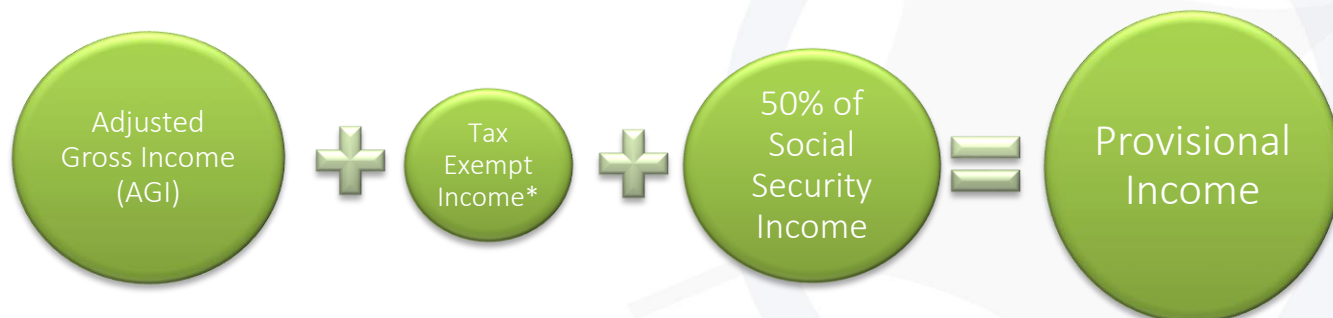 Adjusted
Gross Income
(AGI)
Tax
Exempt
Income*
50% of
Social
Security
Income
Provisional
Income